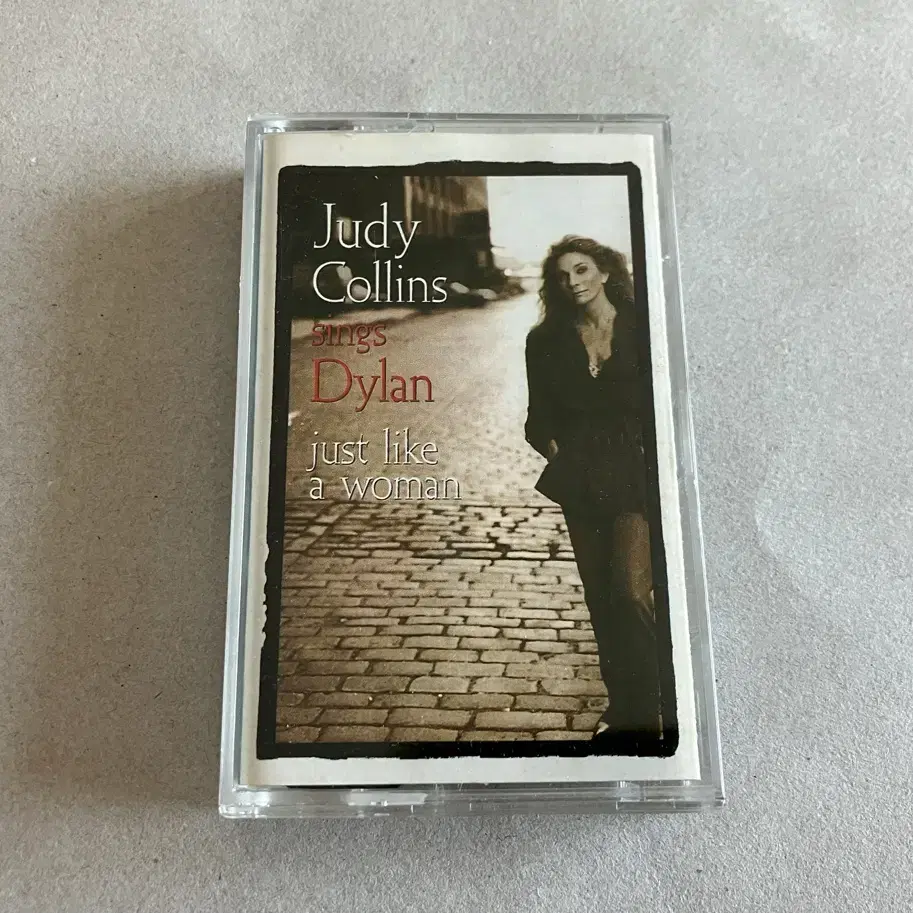 Judy
Collins
sings
Dylan
just like
a woman